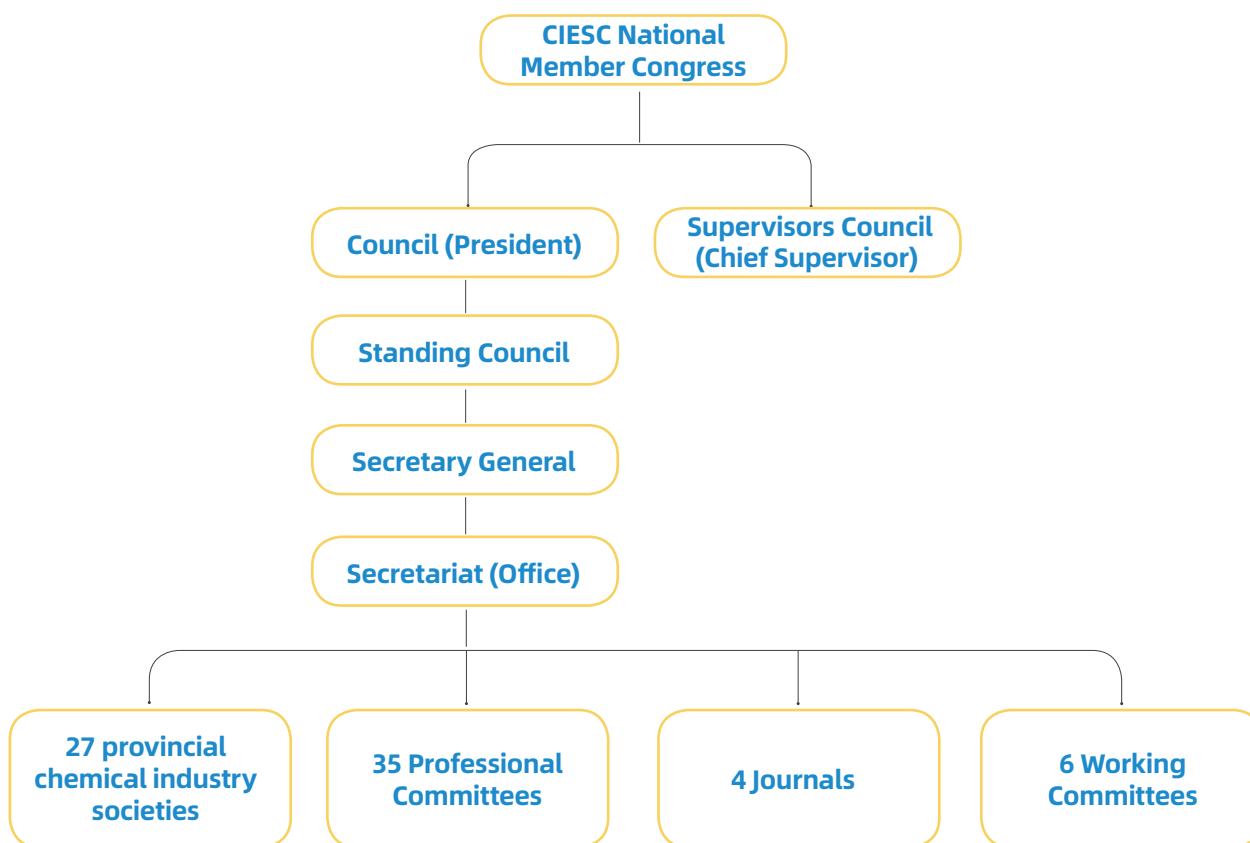 CIESC National
Member Congress
Council (President)
Supervisors Council
(Chief Supervisor)
Standing Council
Secretary General
Secretariat (Office)
27 provincial
chemical industry
societies
35 Professional
Committees
4 Journals
6 Working
Committees